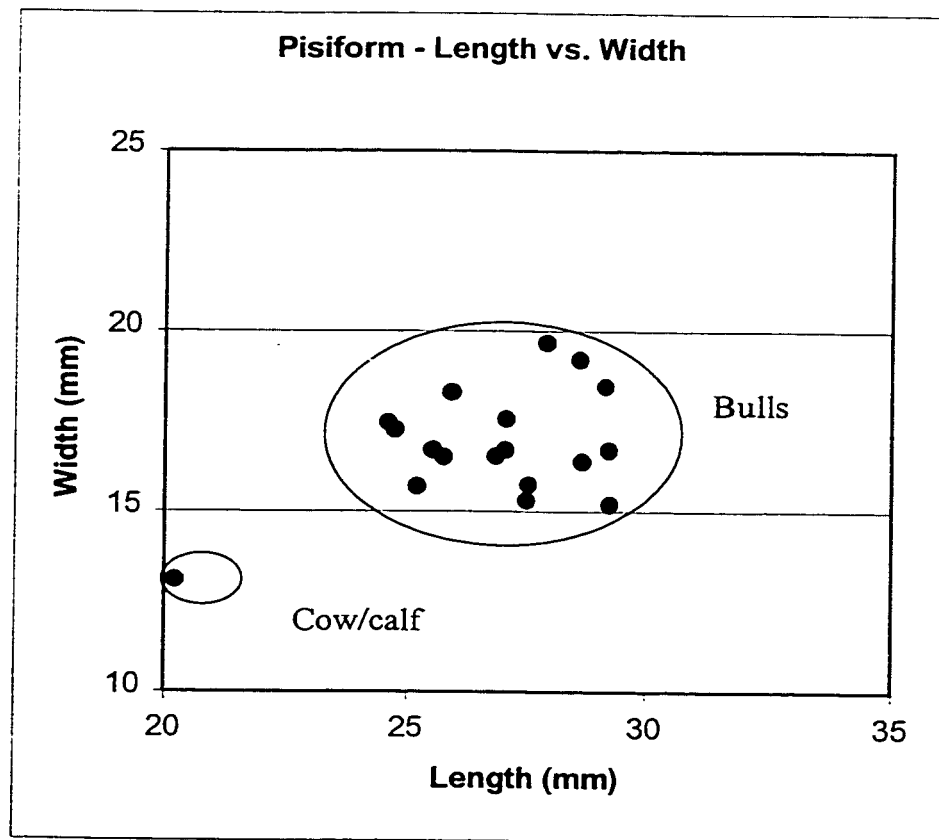 Pisiform - Length vs. Width
25
20
15
10
Width (mm)
Bulls
Cow/calf
20 25 30 35
Length (mm)